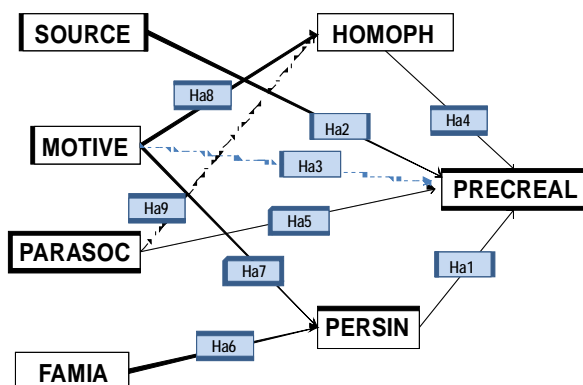 SOURCE
HOMOPH
Ha8
Ha4
Ha2
MOTIVE
Ha3
PRECREAL
Ha9
Ha5
PARASOC
Ha7
Ha1
PERSIN
Ha6
FAMIA